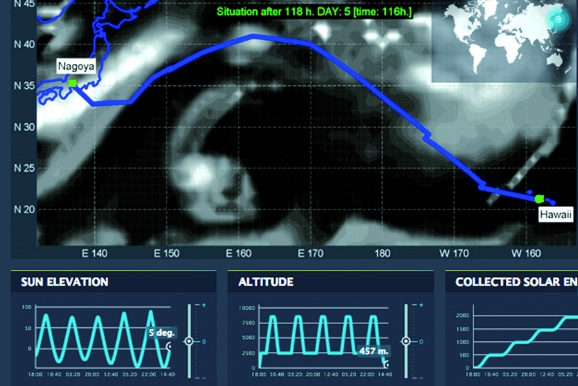 Situation after 118 h. DAY: 5 [time: 116h.]
N 45
N 40
Nagoya
N 35
N 30
N 25
N 20
Hawaii
E 140 E 150 E 160 E 170 180 W 170 W 160
SUN ELEVATION
100
10
0
5 deg.
ALTITUDE
10000
7500
5000
2500
0
457 m.
COLLECTED SOLAR EN
2000
1500
1000
500
0